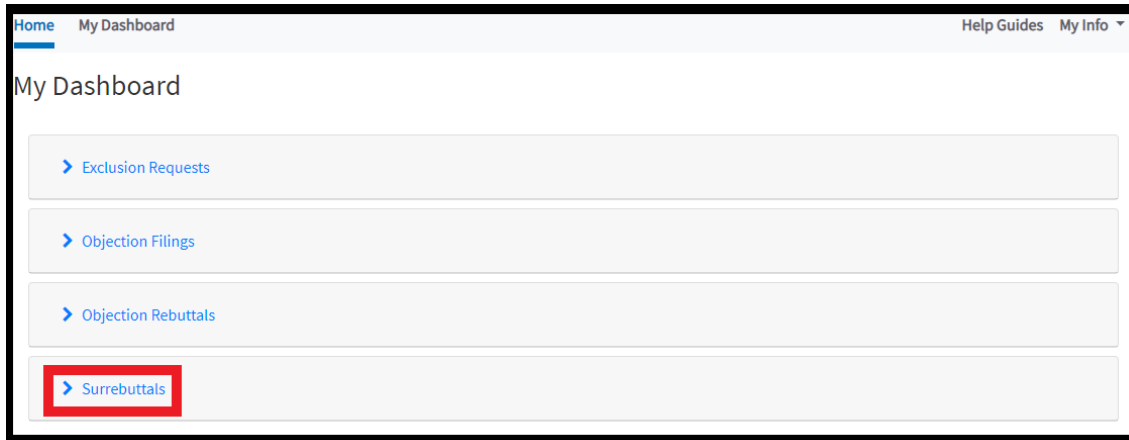 Home My Dashboard Help Guides My Info
My Dashboard
Exclusion Requests
Objection Filings
Objection Rebuttals
Surrebuttals